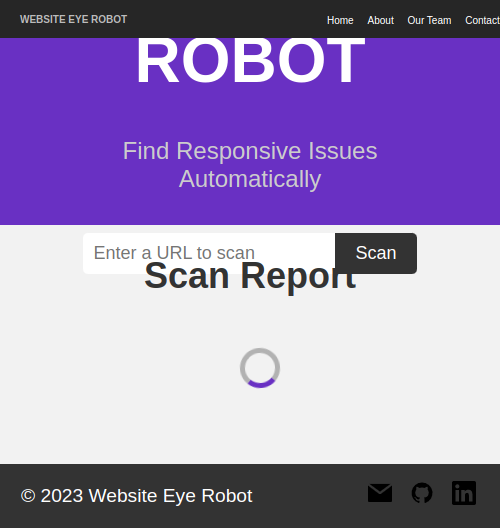 WEBSITE EYE ROBOT
Home About Our Team Contact
ROBOT
Find Responsive Issues
Automatically
Enter a URL to scan Scan
Scan Report
© 2023 Website Eye Robot
in